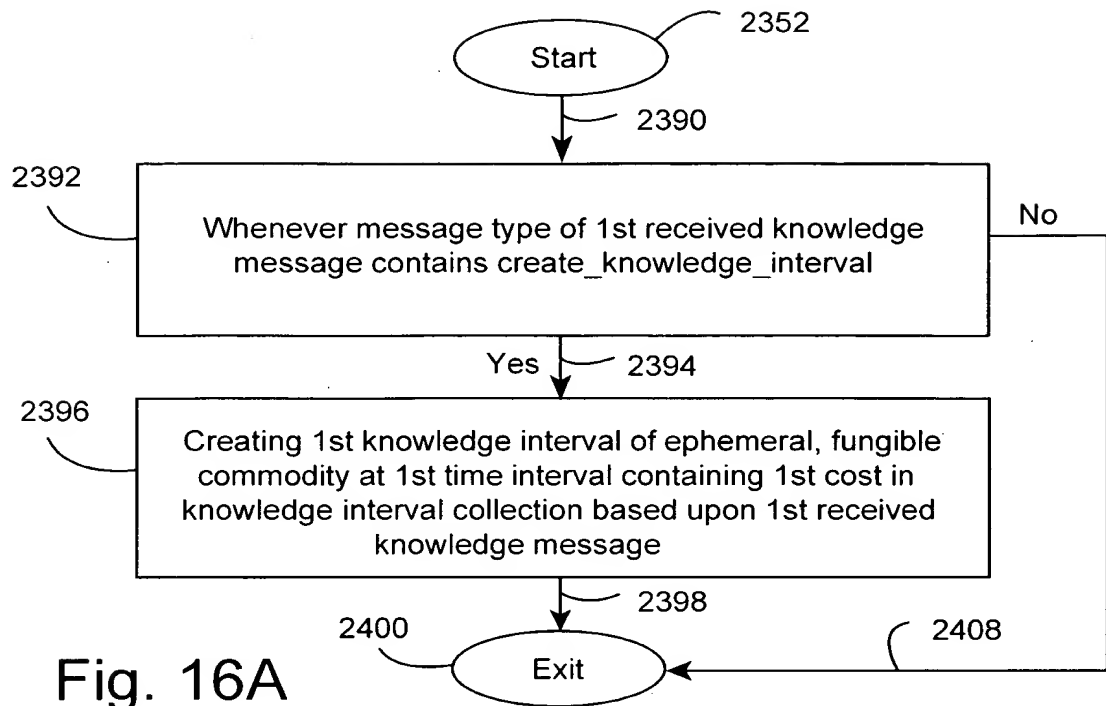 2352
Start
2390
2392
Whenever message type of 1st received knowledge
message contains create_knowledge_interval
No
Yes
2394
2396
Creating 1st knowledge interval of ephemeral, fungible
commodity at 1st time interval containing 1st cost in
knowledge interval collection based upon 1st received
knowledge message
2398
2400
Exit
2408
Fig. 16A